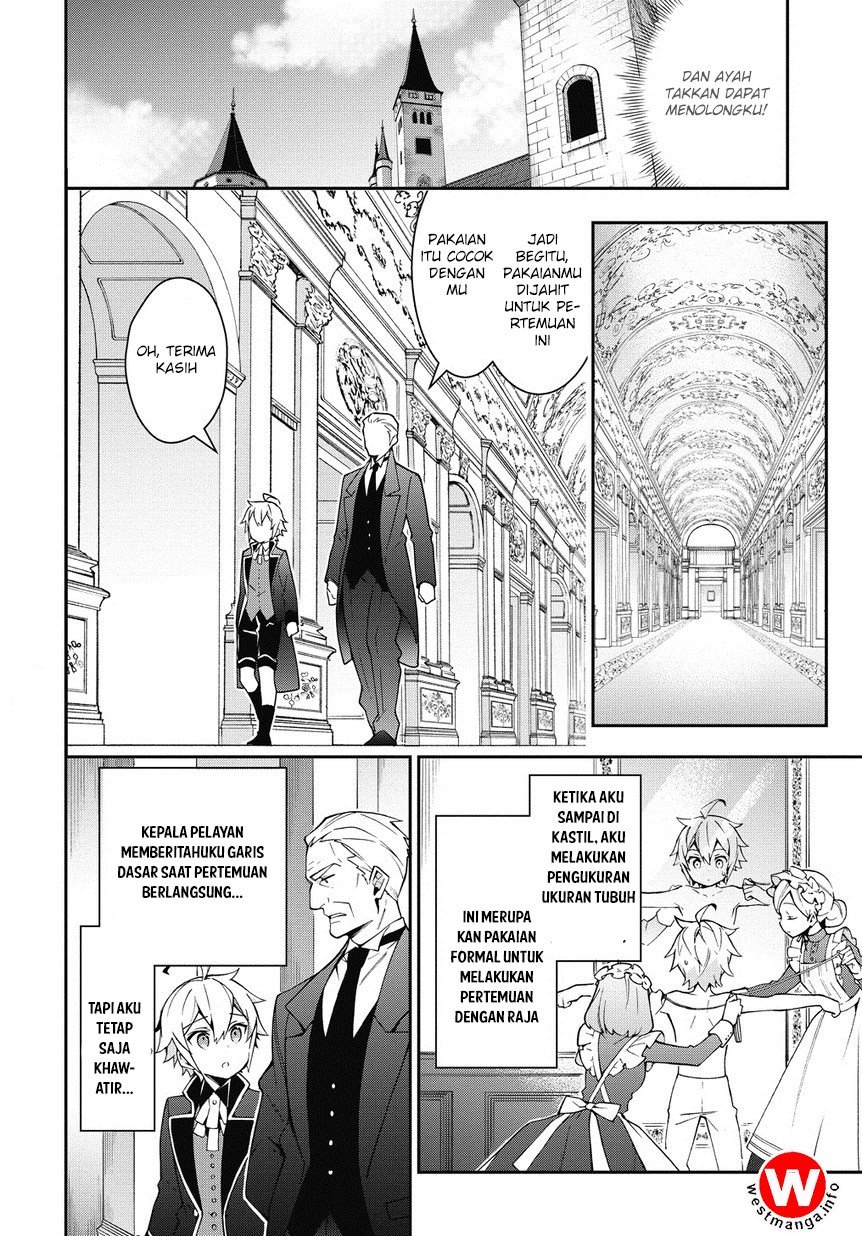 DAN AYAH
TAKKAN DAPAT
MENOLONGKU!
JADI
BEGITU,
PAKAIANMU
DIJAHIT
UNTUK PER-
TEMUAN
INI
PAKAIAN
ITU COCOK
DENGAN
MU
OH, TERIMA
KASIH
KETIKA AKU
SAMPAI DI
KASTIL, AKU
MELAKUKAN
PENGUKURAN
UKURAN TUBUH
INI MERUPA
KAN PAKAIAN
FORMAL UNTUK
MELAKUKAN
PERTEMUAN
DENGAN RAJA
KEPALA PELAYAN
MEMBERITAHUKU GARIS
DASAR SAAT PERTEMUAN
BERLANGSUNG...
TAPI AKU
TETAP
SAJA
KHAW-
ATIR...
W
westmanga.info